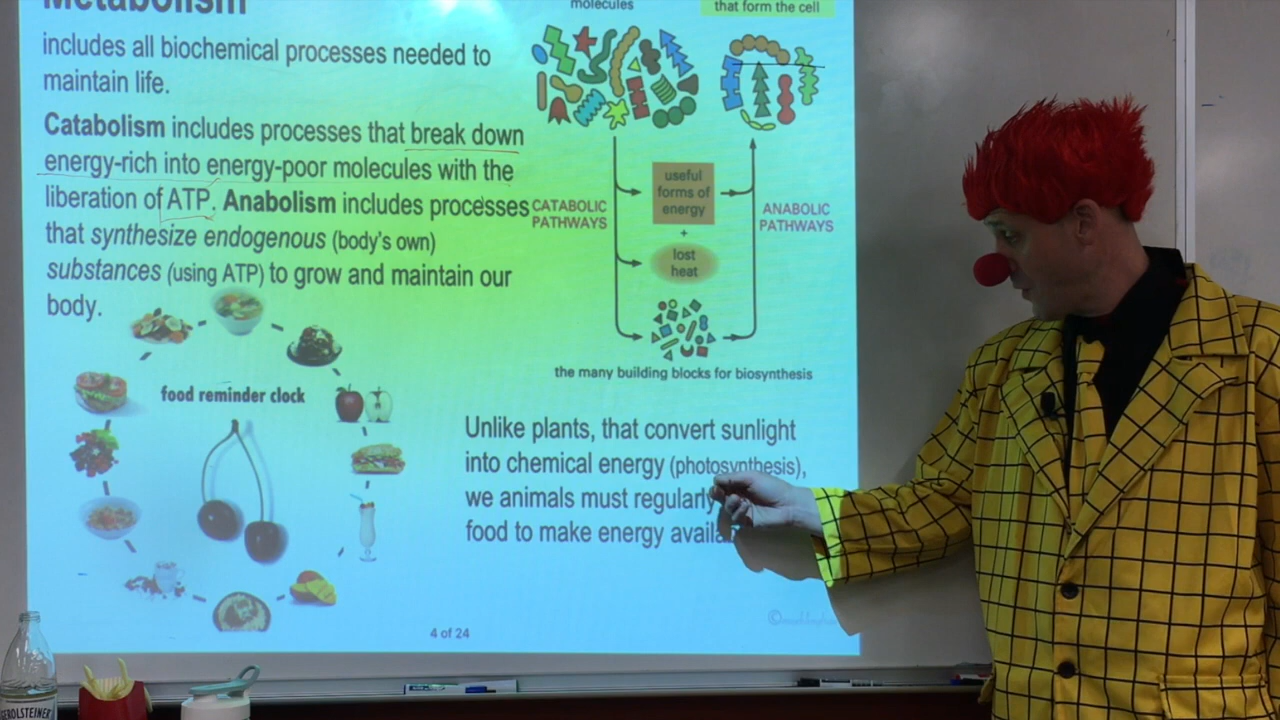 Metabolism
includes all biochemical processes needed to
maintain life.
Catabolism includes processes that break down
energy-rich into energy-poor molecules with the
liberation of ATP. Anabolism includes processes
that synthesize endogenous (body's own)
substances (using ATP) to grow and maintain our
body.
food reminder clock
molecules
that form the cell
useful
forms of
energy
+
lost
heat
CATABOLIC
PATHWAYS
ANABOLIC
PATHWAYS
the many building blocks for biosynthesis
Unlike plants, that convert sunlight
into chemical energy (photosynthesis),
we animals must regularly
food to make energy
4 of 24
GEROLSTEINER